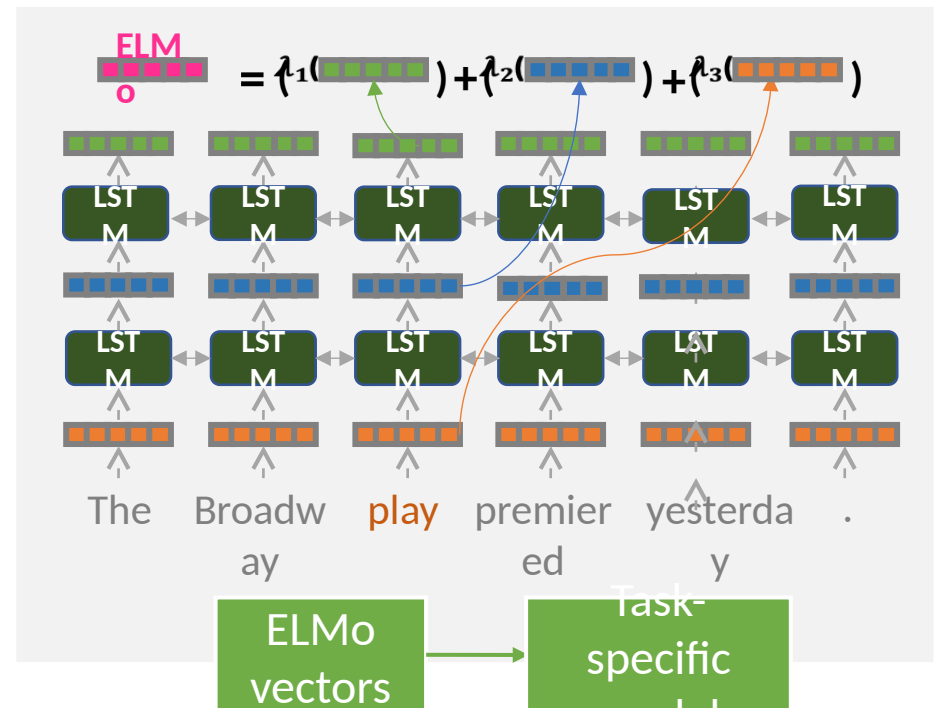 ELM
o
= (λ₁( ) + (λ₂( ) + (λ₃( )
LST LST LST LST LST LST
M M M M M M
LST LST LST LST LST LST
M M M M M M
The Broadw play premier yesterda .
ay ed y
ELMo
vectors
Task-
specific